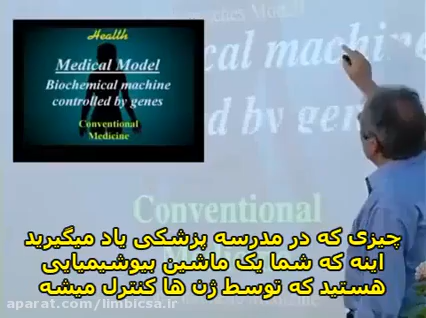 Health
Medical Model
Biochemical machine
controlled by genes
Conventional
Medicine
cal machin
d by gen
Conventional
چیزی که در مدرسه پزشکی یاد میگیرید
اینه که شما یک ماشین بیوشیمیایی
هستید که توسط ژن ها کنترل میشه
aparat.com/limbicsa.ir